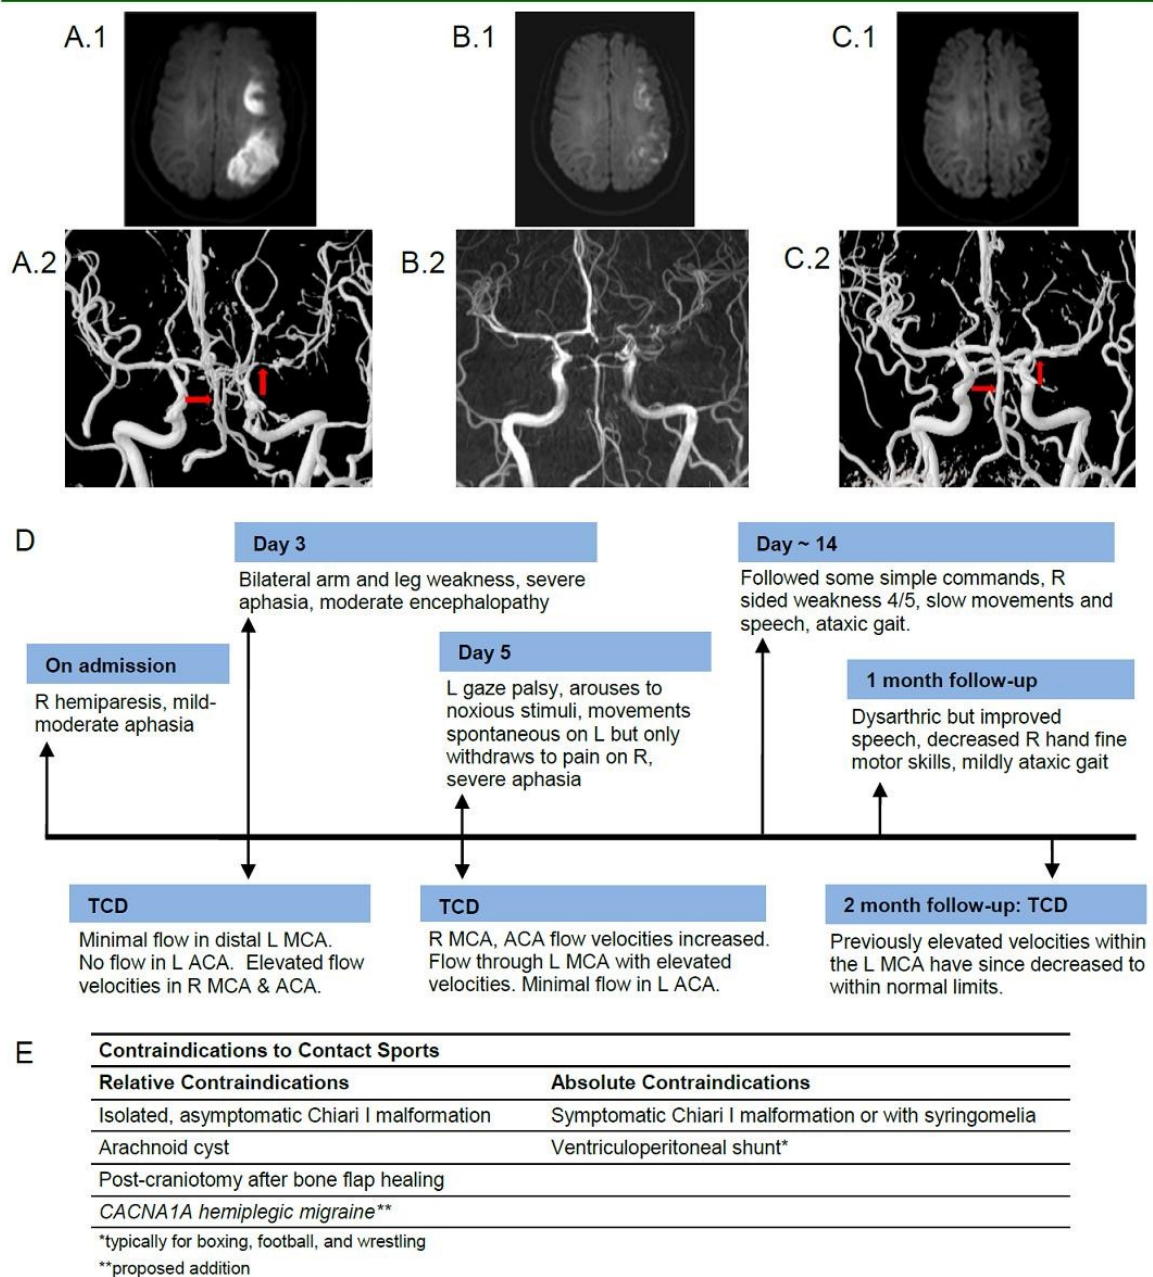 A.1
B.1
C.1
A.2
B.2
C.2
D
Day 3
Bilateral arm and leg weakness, severe
aphasia, moderate encephalopathy
Day ~ 14
Followed some simple commands, R
sided weakness 4/5, slow movements and
speech, ataxic gait.
On admission
R hemiparesis, mild-
moderate aphasia
Day 5
L gaze palsy, arouses to
noxious stimuli, movements
spontaneous on L but only
withdraws to pain on R,
severe aphasia
1 month follow-up
Dysarthric but improved
speech, decreased R hand fine
motor skills, mildly ataxic gait
TCD
Minimal flow in distal L MCA.
No flow in L ACA. Elevated flow
velocities in R MCA & ACA.
TCD
R MCA, ACA flow velocities increased.
Flow through L MCA with elevated
velocities. Minimal flow in L ACA.
2 month follow-up: TCD
Previously elevated velocities within
the L MCA have since decreased to
within normal limits.
E
Contraindications to Contact Sports
Relative Contraindications Absolute Contraindications
Isolated, asymptomatic Chiari I malformation Symptomatic Chiari I malformation or with syringomelia
Arachnoid cyst Ventriculoperitoneal shunt*
Post-craniotomy after bone flap healing
CACNA1A hemiplegic migraine**
*typically for boxing, football, and wrestling
**proposed addition